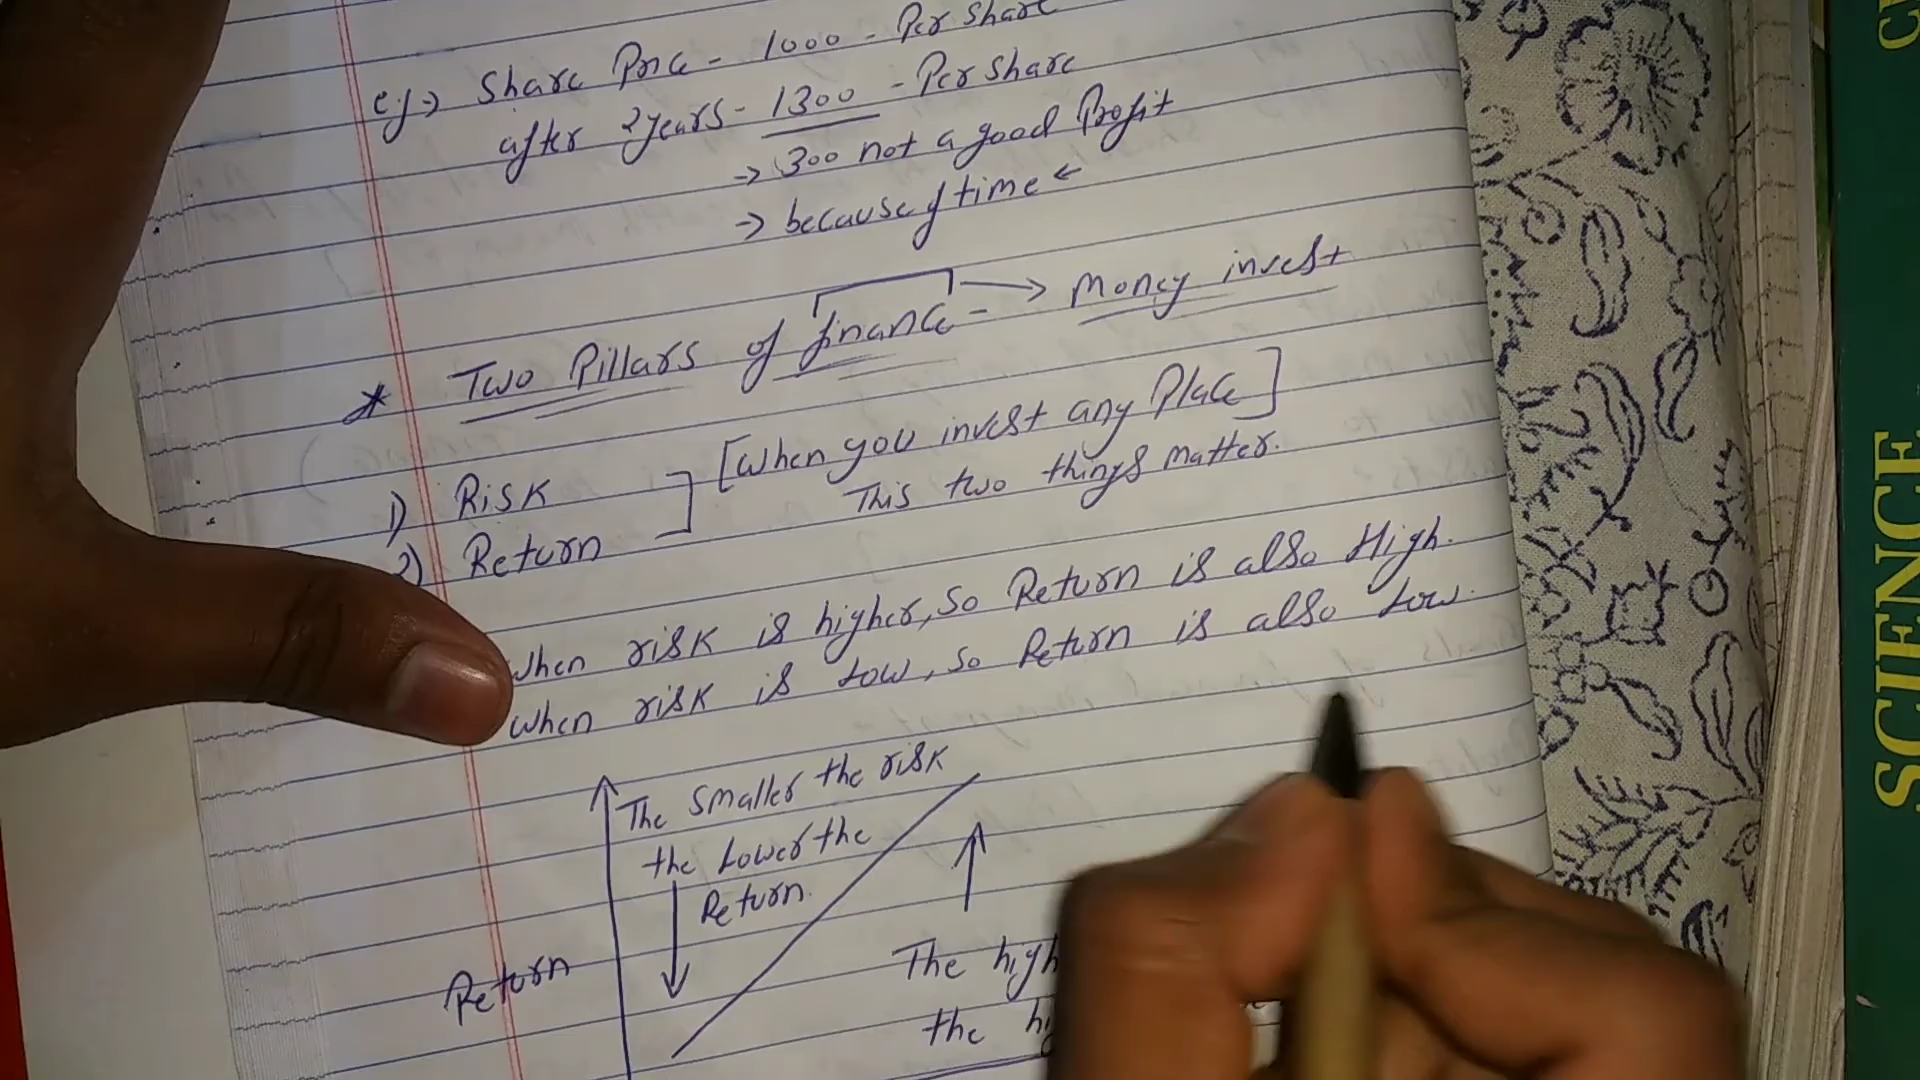 eg→ Share Price - 1000 - Per Share
after 2 years - 1300 - Per Share
→ 300 not a good Profit
→ because of time ←
* Two Pillars of finance - → Money invest
1) Risk
2) Return
[When you invest any Place]
This two things matter.
When risk is higher, so Return is also High.
When risk is Low, so Return is also Low.
The smaller the risk
the Lower the
Return.
Return
The high
the hi
SCIENCE